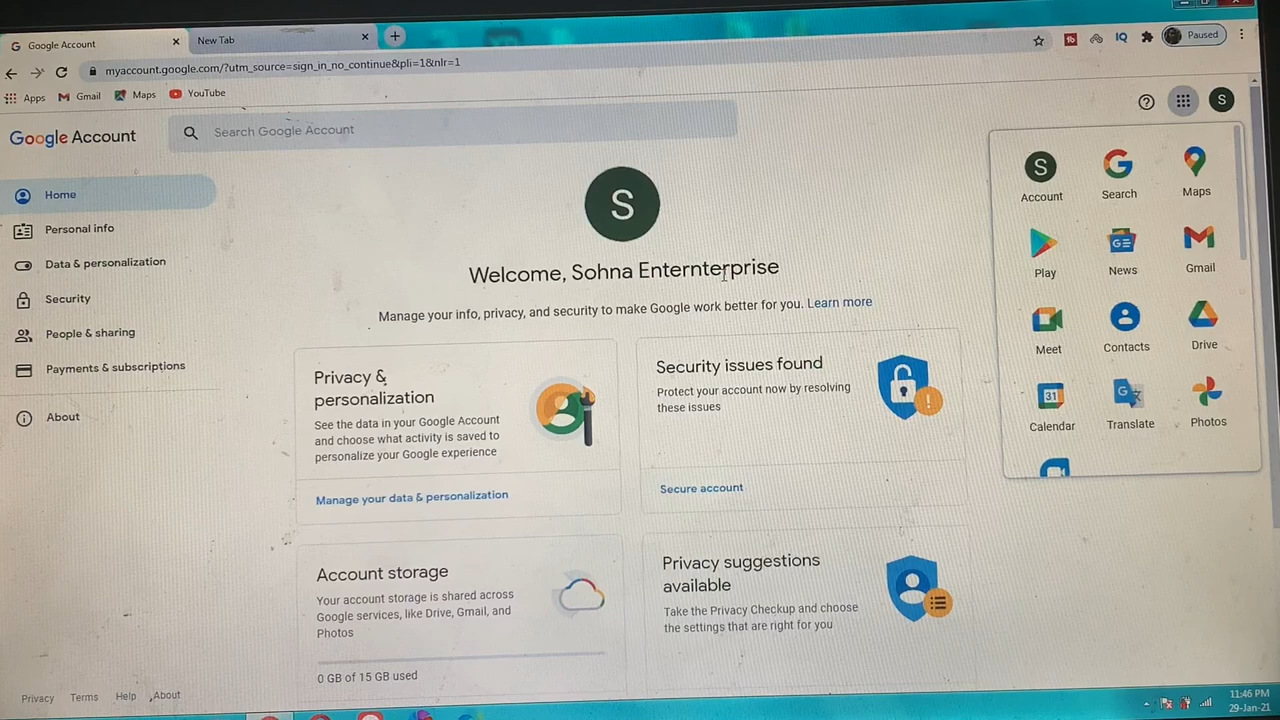 Google Account
New Tab
myaccount.google.com/?utm_source=sign_in_no_continue&pli=1&nlr=1
Paused
Apps
Gmail
Maps
YouTube
Google Account
Search Google Account
S
Home
Personal info
Data & personalization
Security
People & sharing
Payments & subscriptions
About
S
Welcome, Sohna Enternterprise
Manage your info, privacy, and security to make Google work better for you. Learn more
Privacy &
personalization
See the data in your Google Account
and choose what activity is saved to
personalize your Google experience
Manage your data & personalization
Security issues found
Protect your account now by resolving
these issues
Secure account
Account storage
Your account storage is shared across
Google services, like Drive, Gmail, and
Photos
0 GB of 15 GB used
Privacy suggestions
available
Take the Privacy Checkup and choose
the settings that are right for you
S
Account
Search
Maps
Play
GE
News
Gmail
Meet
Contacts
Drive
31
Calendar
Translate
Photos
Privacy
Terms
Help
About
11:46 PM
29-Jan-21